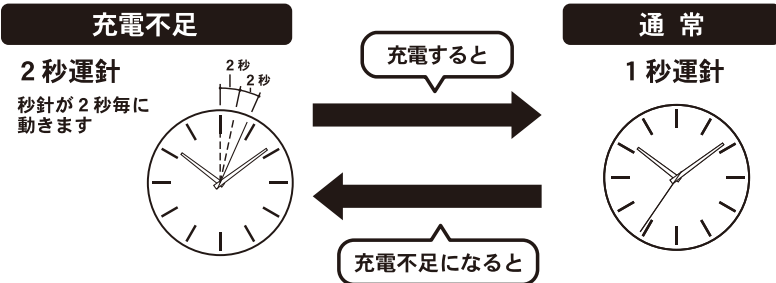 充電不足
2秒運針
秒針が2秒毎に
動きます
2秒
2秒
充電すると
充電不足になると
通常
1秒運針